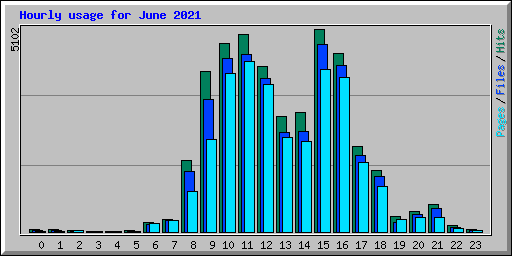 Hourly usage for June 2021
5102
Pages / Files / Hits
0 1 2 3 4 5 6 7 8 9 10 11 12 13 14 15 16 17 18 19 20 21 22 23